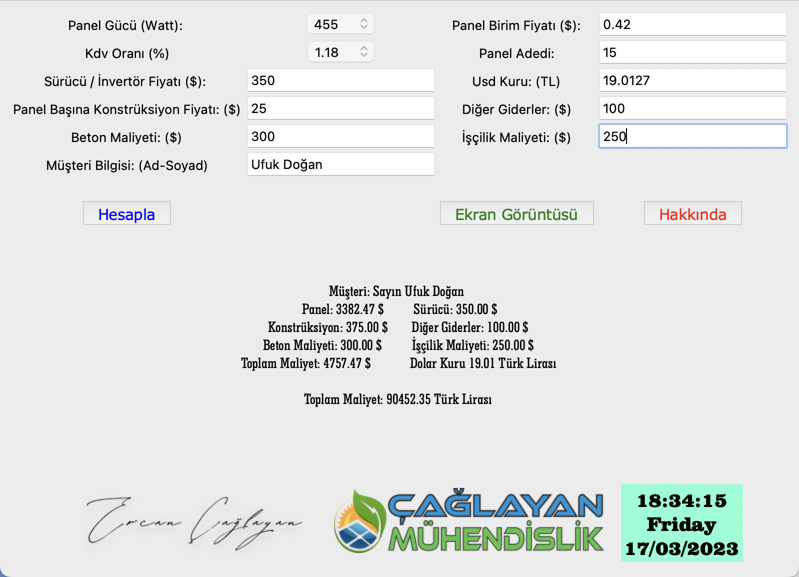 Panel Gücü (Watt): 455 Panel Birim Fiyatı ($): 0.42
Kdv Oranı (%) 1.18 Panel Adedi: 15
Sürücü / İnvertör Fiyatı ($): 350 Usd Kuru: (TL) 19.0127
Panel Başına Konstrüksiyon Fiyatı: ($) 25 Diğer Giderler: ($) 100
Beton Maliyeti: ($) 300 İşçilik Maliyeti: ($) 250
Müşteri Bilgisi: (Ad-Soyad) Ufuk Doğan
Hesapla Ekran Görüntüsü Hakkında
Müşteri: Sayın Ufuk Doğan
Panel: 3382.47 $ Sürücü: 350.00 $
Konstrüksiyon: 375.00 $ Diğer Giderler: 100.00 $
Beton Maliyeti: 300.00 $ İşçilik Maliyeti: 250.00 $
Toplam Maliyet: 4757.47 $ Dolar Kuru 19.01 Türk Lirası
Toplam Maliyet: 90452.35 Türk Lirası
Ercan Çağlayan
ÇAĞLAYAN
MÜHENDİSLİK
18:34:15
Friday
17/03/2023